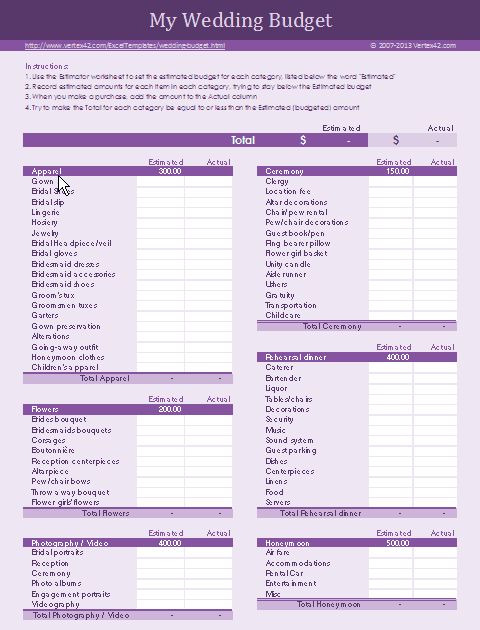 My Wedding Budget
http://www.vertex42.com/ExcelTemplates/wedding-budget.html
© 2007-2013 Vertex42.com
Instructions:
1. Use the Estimator worksheet to set the estimated budget for each category, listed below the word "Estimated"
2. Record estimated amounts for each item in each category, trying to stay below the Estimated budget
3. When you make a purchase, add the amount to the Actual column
4. Try to make the Total for each category be equal to or less than the Estimated (budgeted) amount
Estimated Actual
Total $ - $ -
Estimated Actual
Apparel 300.00
Gown
Bridal
Bridal slip
Lingerie
Hosiery
Jewelry
Bridal Headpiece/veil
Bridal gloves
Bridesmaid dresses
Bridesmaid accessories
Bridesmaid shoes
Groom's tux
Groomsmen tuxes
Garters
Gown preservation
Alterations
Going-away outfit
Honeymoon clothes
Children's apparel
Total Apparel - -
Estimated Actual
Flowers 200.00
Brides bouquet
Bridesmaids bouquets
Corsages
Boutonnière
Reception centerpieces
Altar piece
Pew/chair bows
Throw away bouquet
Flower girls' flowers
Total Flowers - -
Estimated Actual
Photography / Video 400.00
Bridal portraits
Reception
Ceremony
Photo albums
Engagement portraits
Videography
Total Photography / Video - -
Estimated Actual
Ceremony 150.00
Clergy
Location fee
Altar decorations
Chair/pew rental
Pew/chair decorations
Guest book/pen
Ring bearer pillow
Flower girl basket
Unity candle
Aisle runner
Ushers
Gratuity
Transportation
Childcare
Total Ceremony - -
Estimated Actual
Rehearsal dinner 400.00
Caterer
Bartender
Liquor
Tables/chairs
Decorations
Security
Music
Sound system
Guest parking
Dishes
Centerpieces
Linens
Food
Servers
Total Rehearsal dinner - -
Estimated Actual
Honeymoon 500.00
Air fare
Accommodations
Rental Car
Entertainment
Misc
Total Honeymoon - -